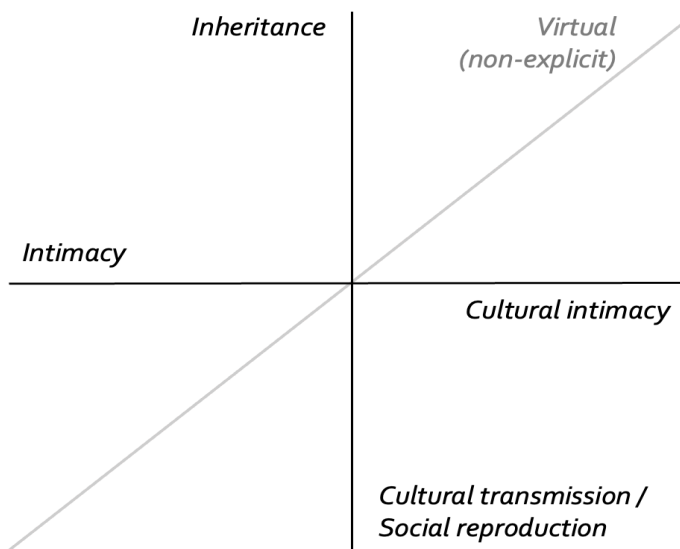 Inheritance
Virtual
(non-explicit)
Intimacy
Cultural intimacy
Cultural transmission /
Social reproduction